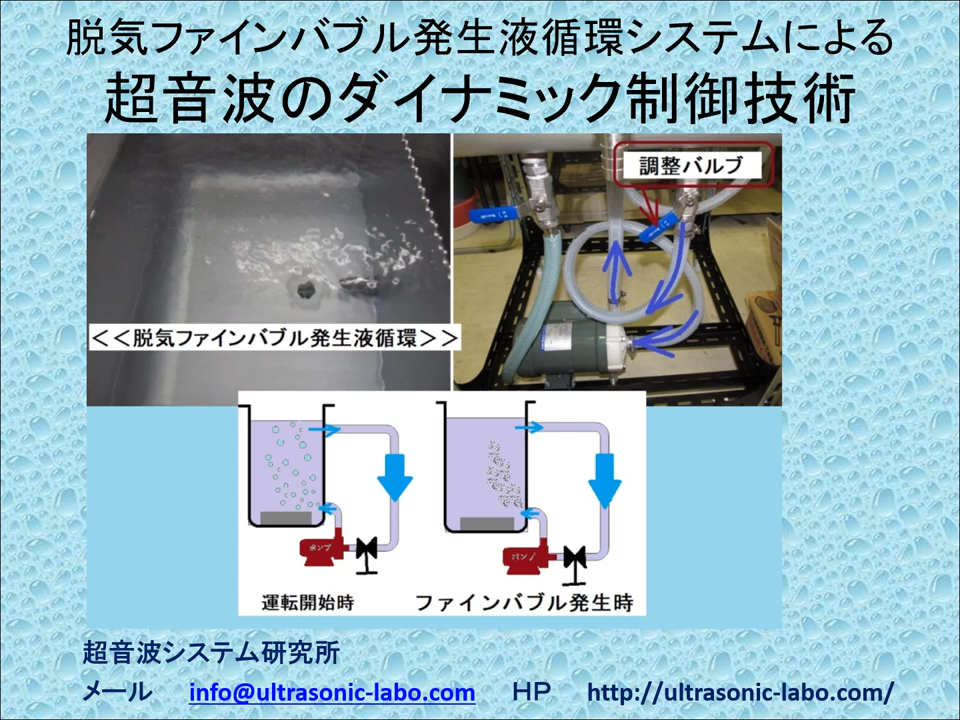 脱気ファインバブル発生液循環システムによる
超音波のダイナミック制御技術
調整バルブ
<<脱気ファインバブル発生液循環>>
ポンプ
運転開始時
ファインバブル発生時
超音波システム研究所
メール info@ultrasonic-labo.com HP http://ultrasonic-labo.com/